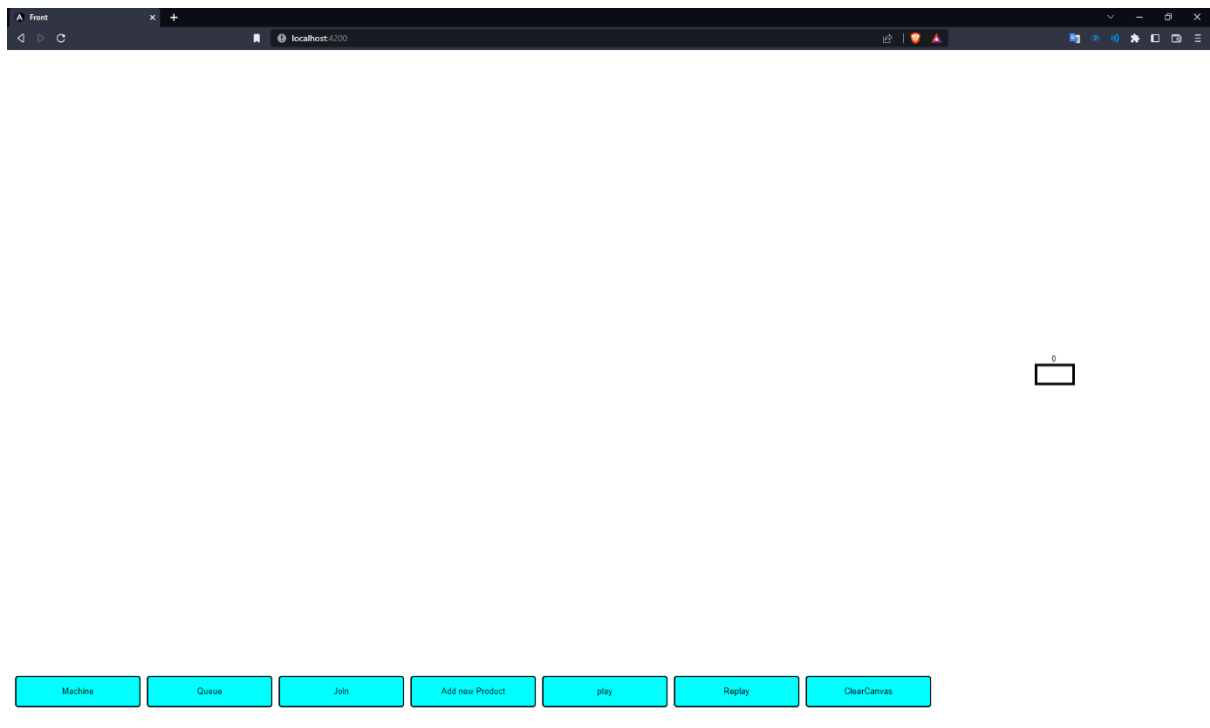 Front
localhost:4200
0
Machine
Queue
Join
Add new Product
play
Replay
ClearCanvas